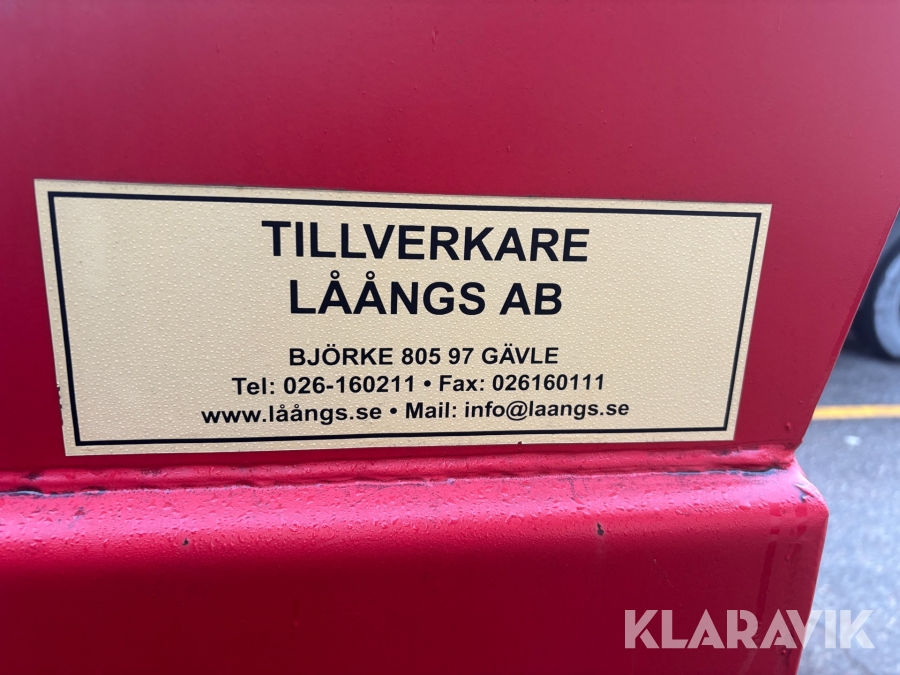 TILLVERKARE
LÅÅNGS AB
BJÖRKE 805 97 GÄVLE
Tel: 026-160211 • Fax: 026160111
www.låångs.se • Mail: info@laangs.se
KLARAVIK